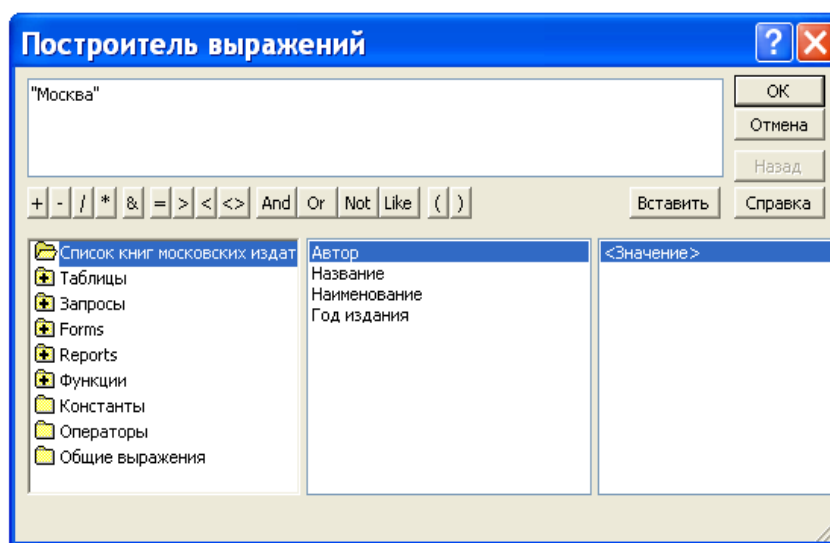 Построитель выражений
"Москва"
ОК
Отмена
Назад
+ - / * & = > < <> And Or Not Like ( ) Вставить Справка
Список книг московских издат
Таблицы
Запросы
Forms
Reports
Функции
Константы
Операторы
Общие выражения
Автор
Название
Наименование
Год издания
<Значение>